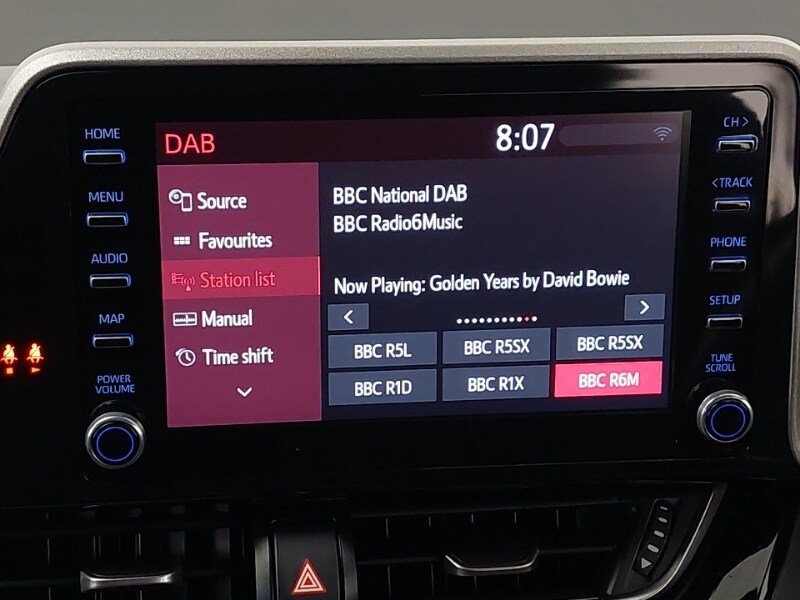 HOME
MENU
AUDIO
MAP
POWER
VOLUME
DAB
8:07
Source
Favourites
Station list
Manual
Time shift
BBC National DAB
BBC Radio6Music
Now Playing: Golden Years by David Bowie
BBC R5L
BBC R5SX
BBC R5SX
BBC R1D
BBC R1X
BBC R6M
CH >
< TRACK
PHONE
SETUP
TUNE
SCROLL